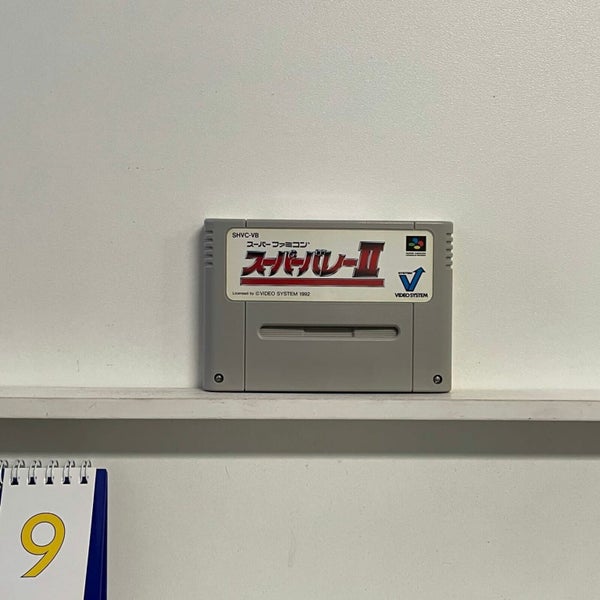 SHVC-VB
スーパーファミコン®
スーパーバレーII
Licensed by ©VIDEO SYSTEM 1992
VIDEO SYSTEM
9